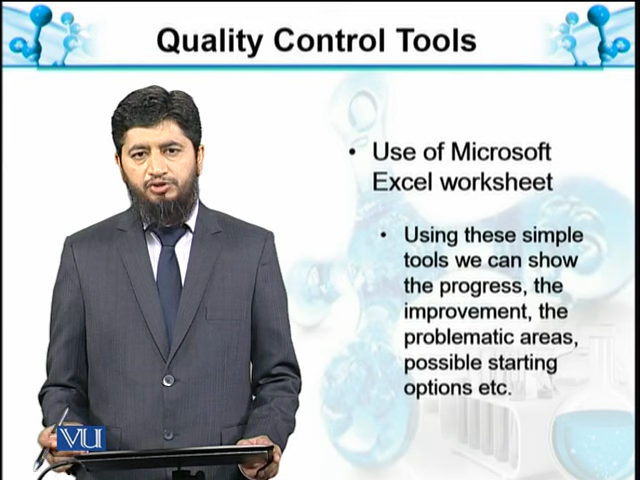 Quality Control Tools
• Use of Microsoft
Excel worksheet
• Using these simple
tools we can show
the progress, the
improvement, the
problematic areas,
possible starting
options etc.
VU